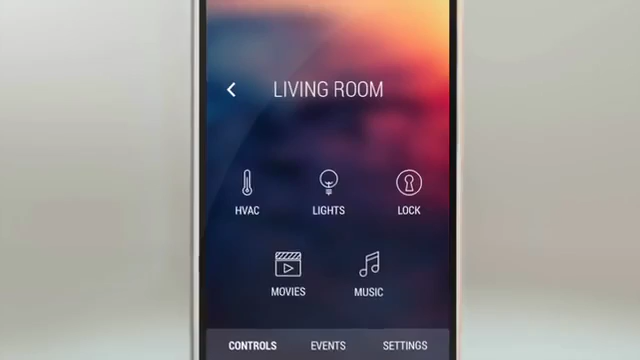 LIVING ROOM
HVAC LIGHTS LOCK
MOVIES MUSIC
CONTROLS EVENTS SETTINGS